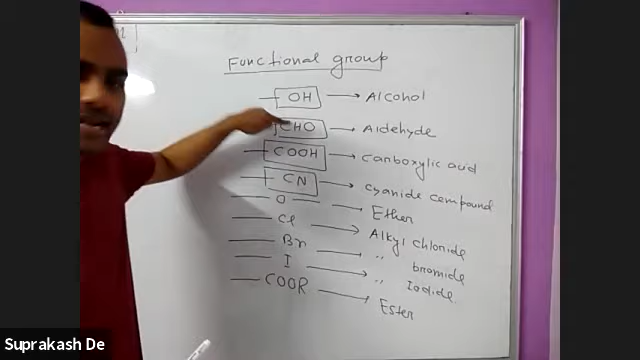 Functional group
— OH → Alcohol
— CHO → Aldehyde
— COOH → Carboxylic acid
— CN → Cyanide compound
— O — → Ether
— Cl → Alkyl chloride
— Br → " bromide
— I → " Iodide
— COOR → Ester
Suprakash De